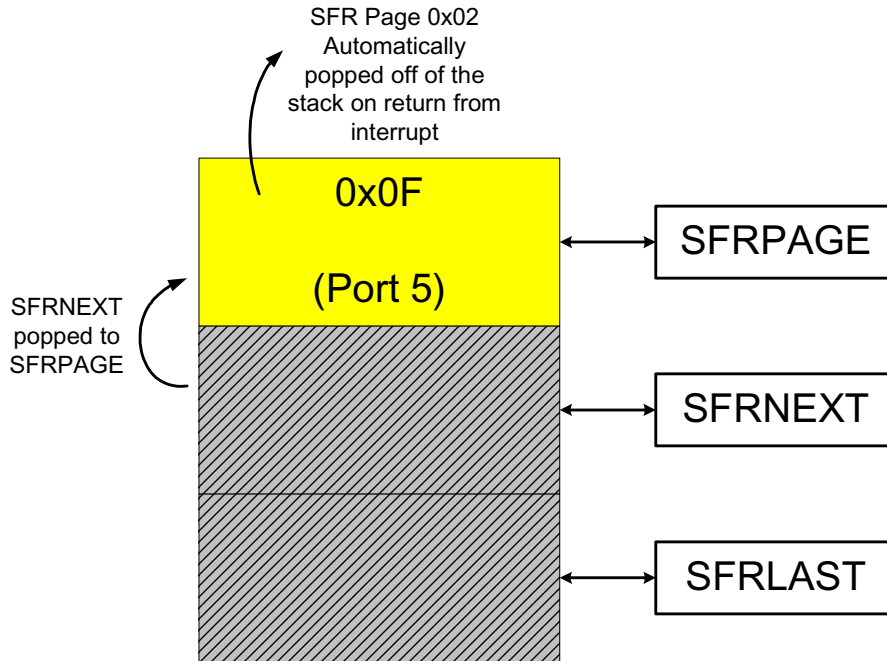 SFR Page 0x02
Automatically
popped off of the
stack on return from
interrupt
0x0F
(Port 5)
SFRPAGE
SFRNEXT
popped to
SFRPAGE
SFRNEXT
SFRLAST